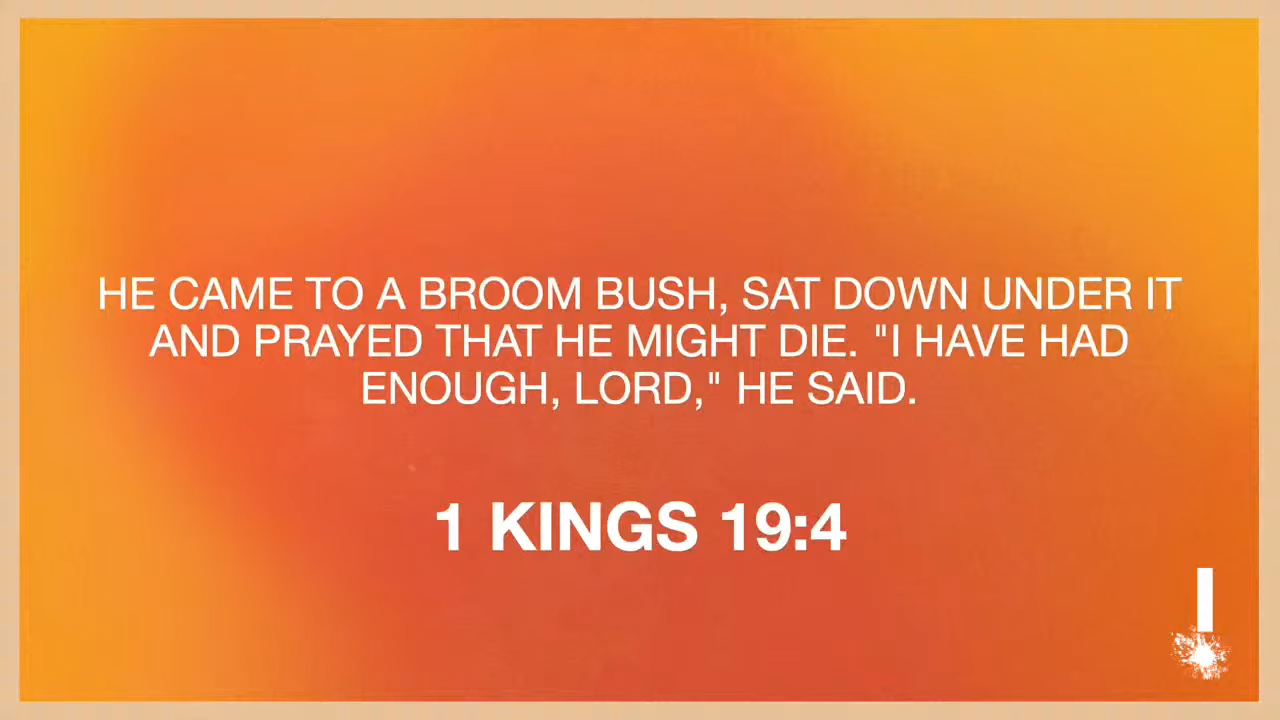 HE CAME TO A BROOM BUSH, SAT DOWN UNDER IT
AND PRAYED THAT HE MIGHT DIE. "I HAVE HAD
ENOUGH, LORD," HE SAID.
1 KINGS 19:4